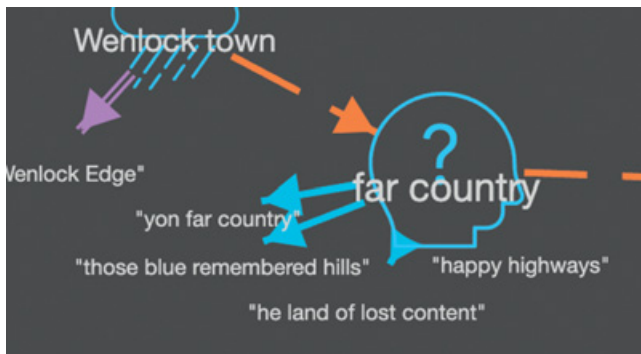 Wenlock town
?
Wenlock Edge"
far country
"yon far country"
"those blue remembered hills"
"happy highways"
"he land of lost content"